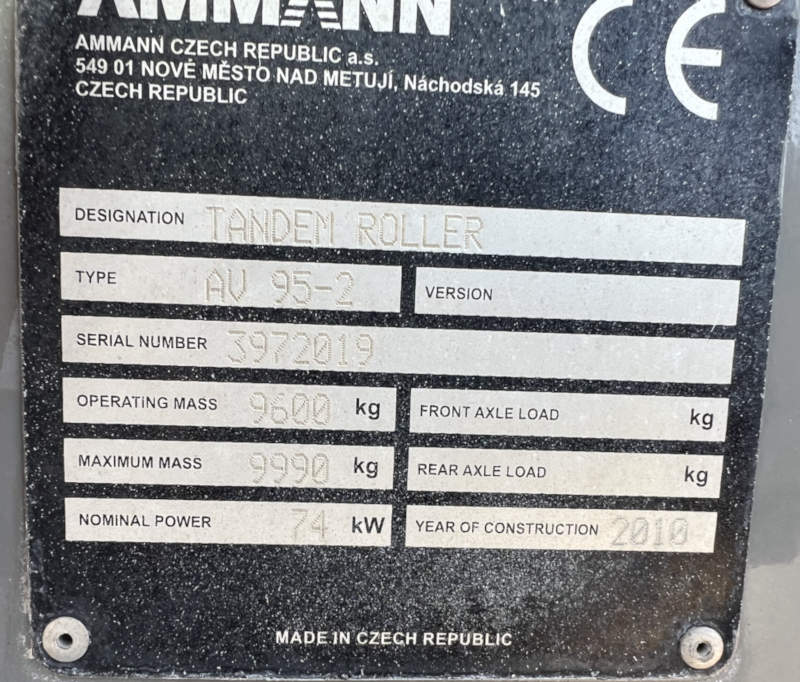 AMMANN
AMMANN CZECH REPUBLIC a.s.
549 01 NOVÉ MĚSTO NAD METUJÍ, Náchodská 145
CZECH REPUBLIC
CE
DESIGNATION TANDEM ROLLER
TYPE AV 95-2 VERSION
SERIAL NUMBER 3972019
OPERATING MASS 9600 kg FRONT AXLE LOAD kg
MAXIMUM MASS 9990 kg REAR AXLE LOAD kg
NOMINAL POWER 74 kW YEAR OF CONSTRUCTION 2010
MADE IN CZECH REPUBLIC